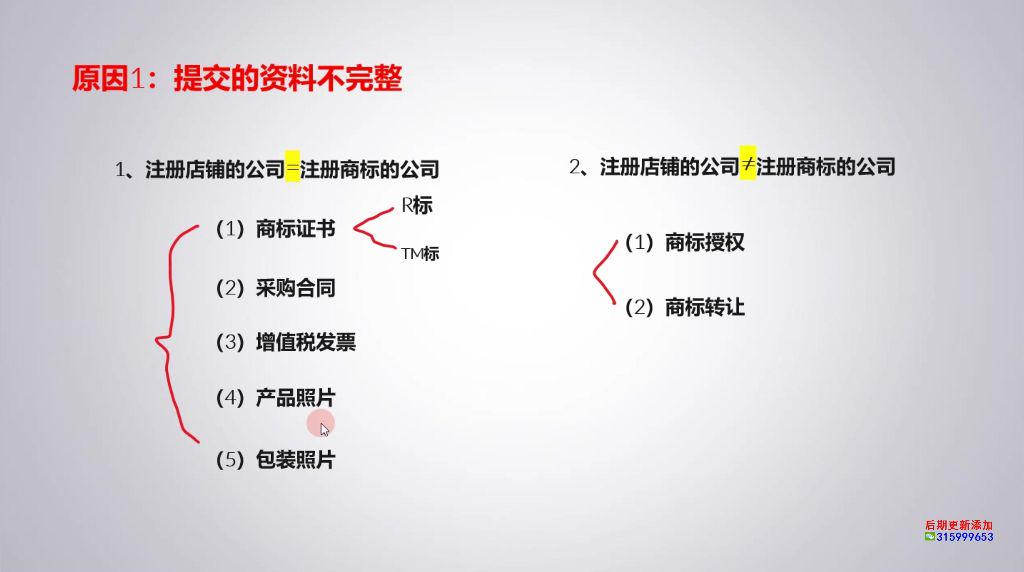 原因1：提交的资料不完整
1、注册店铺的公司=注册商标的公司
（1）商标证书
R标
TM标
（2）采购合同
（3）增值税发票
（4）产品照片
（5）包装照片
2、注册店铺的公司≠注册商标的公司
（1）商标授权
（2）商标转让
后期更新添加
315999653